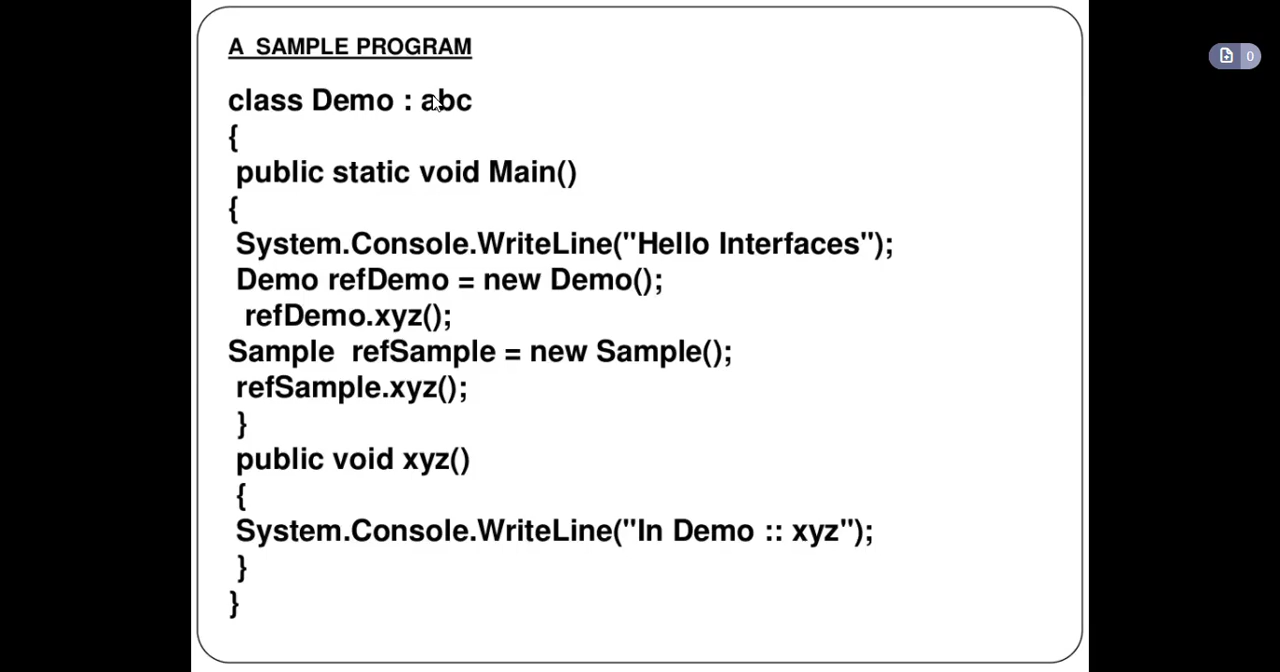 A SAMPLE PROGRAM
class Demo : abc
{
public static void Main()
{
System.Console.WriteLine("Hello Interfaces");
Demo refDemo = new Demo();
refDemo.xyz();
Sample refSample = new Sample();
refSample.xyz();
}
public void xyz()
{
System.Console.WriteLine("In Demo :: xyz");
}
}
0